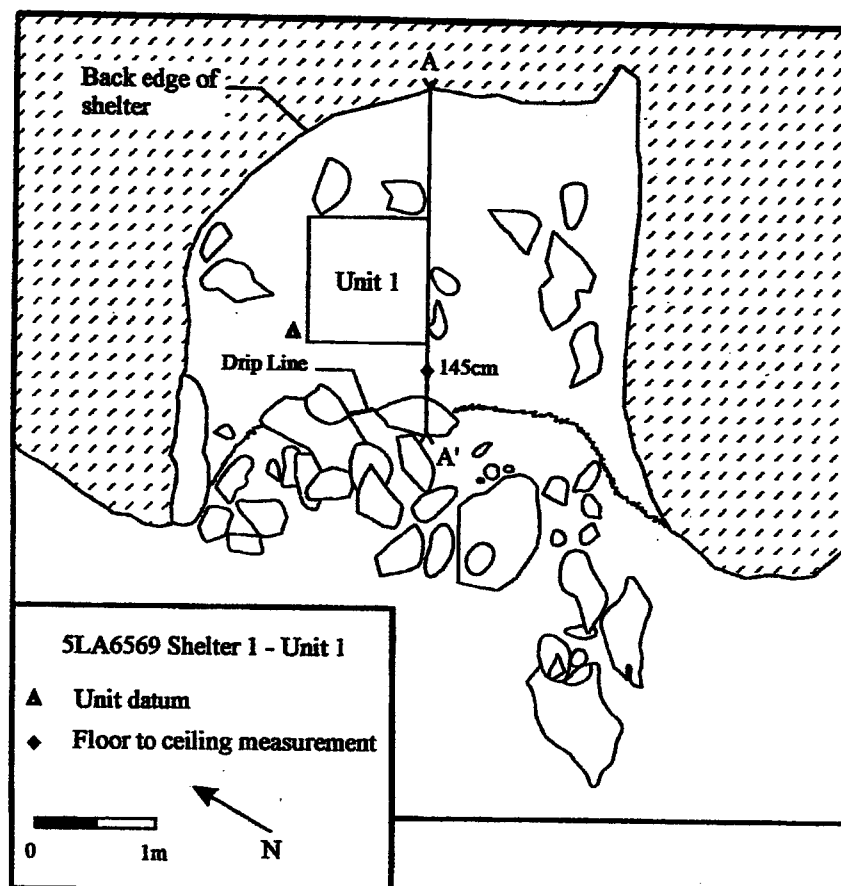 A
Back edge of
shelter
Unit 1
Drip Line
145cm
A'
5LA6569 Shelter 1 - Unit 1
Unit datum
Floor to ceiling measurement
0 1m
N